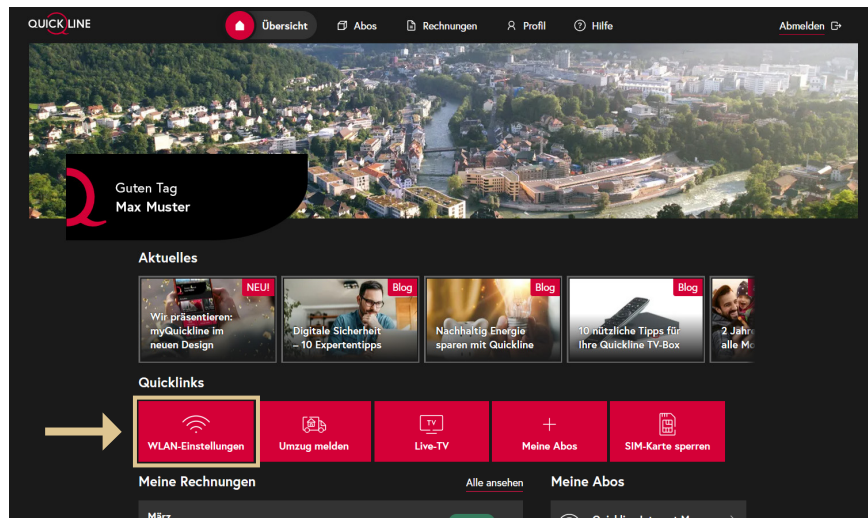 QUICKLINE
Übersicht
Abos
Rechnungen
Profil
Hilfe
Abmelden
Guten Tag
Max Muster
Aktuelles
NEU!
Wir präsentieren:
myQuickline im
neuen Design
Blog
Digitale Sicherheit
– 10 Expertentipps
Blog
Nachhaltig Energie
sparen mit Quickline
Blog
10 nützliche Tipps für
Ihre Quickline TV-Box
2 Jahre
alle
Quicklinks
WLAN-Einstellungen
Umzug melden
TV
Live-TV
Meine Abos
SIM-Karte sperren
Meine Rechnungen
Alle ansehen
Meine Abos
März